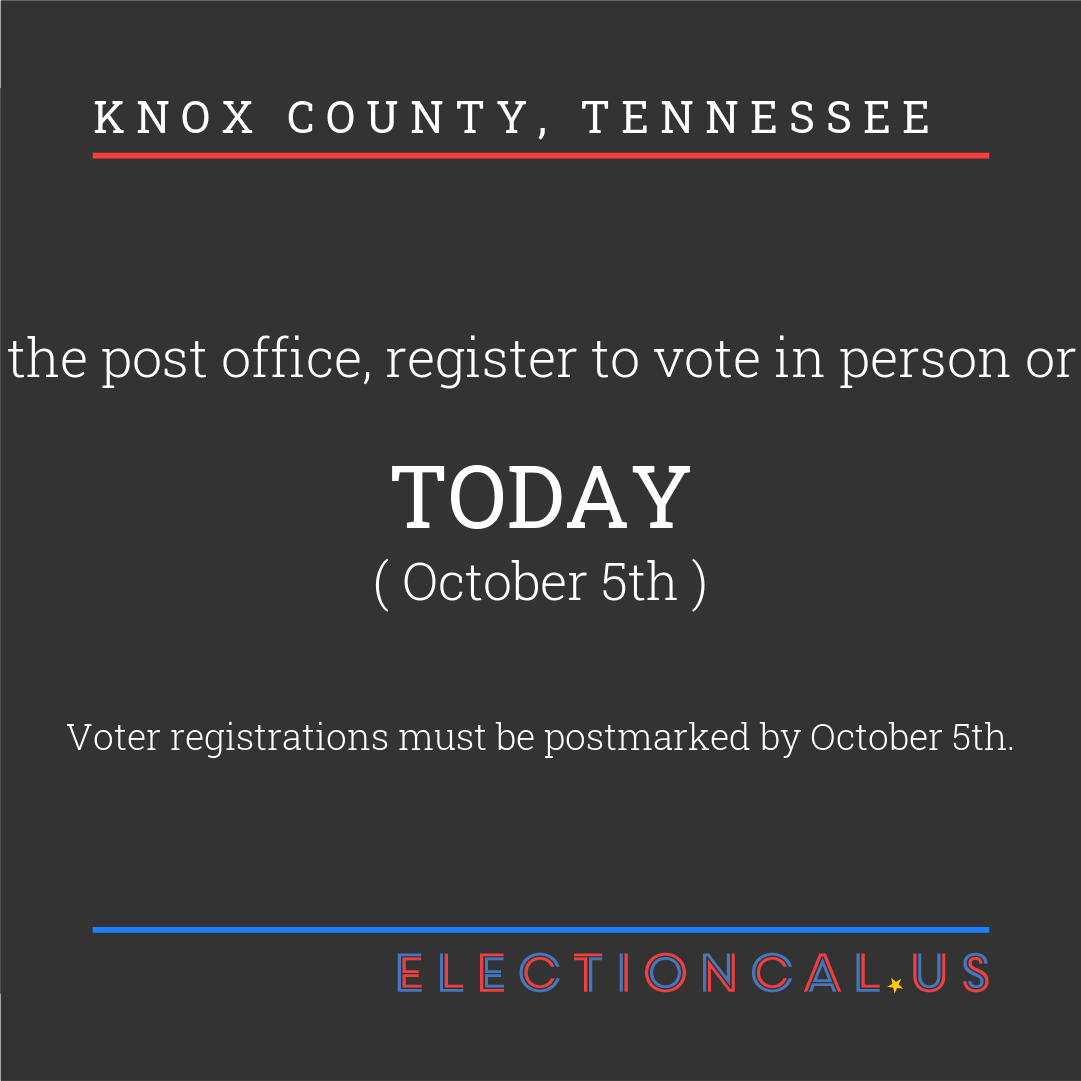 KNOX COUNTY, TENNESSEE
the post office, register to vote in person or
TODAY
( October 5th )
Voter registrations must be postmarked by October 5th.
ELECTIONCAL.US